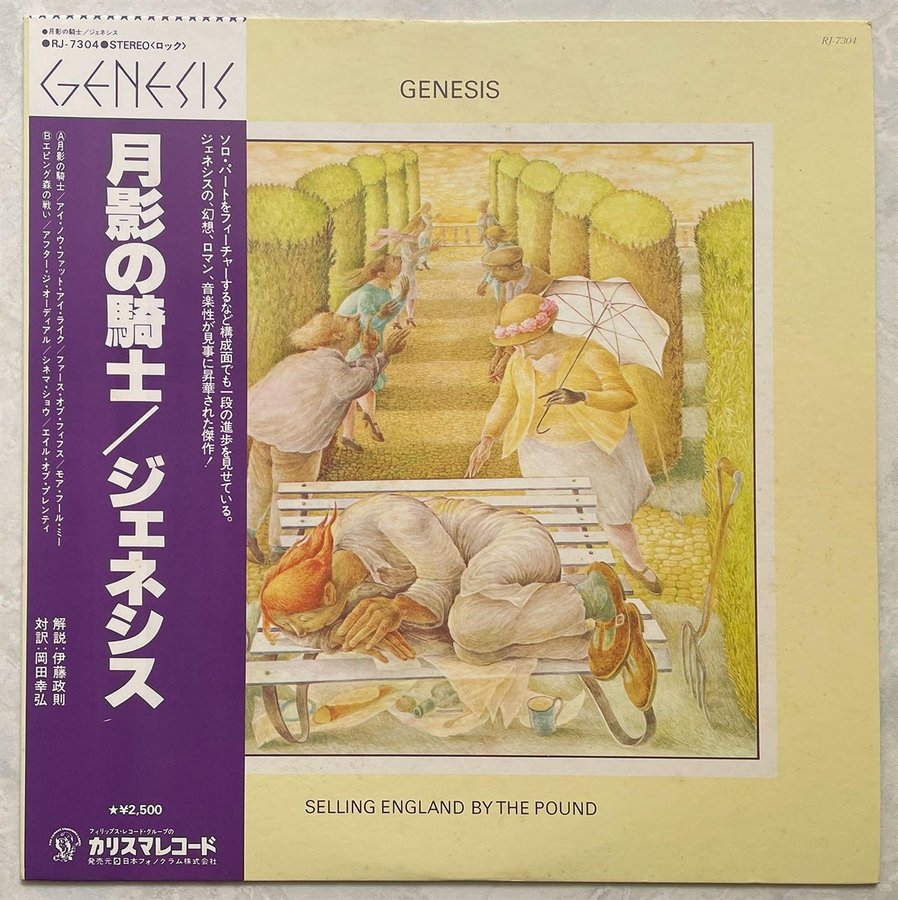 ●月影の騎士/ジェネシス
●RJ-7304●STEREO〈ロック〉
GENESIS
ソロ・パートをフィーチャーするなど構成面でも一段の進歩を見せている。
ジェネシスの、幻想、ロマン、音楽性が見事に昇華された傑作!
月影の騎士/ジェネシス
Ⓐ月影の騎士/アイ・ノウ・ファット・アイ・ライク/ファース・オブ・フィフス/モア・フール・ミー
Ⓑエピング森の戦い/アフター・ジ・オーディアル/シネマ・ショウ/エイル・オブ・プレンティ
解説:伊藤政則
対訳:岡田幸弘
★¥2,500
フィリップス・レコード・グループの
カリスマレコード
発売元 日本フォノグラム株式会社
RJ-7304
GENESIS
SELLING ENGLAND BY THE POUND